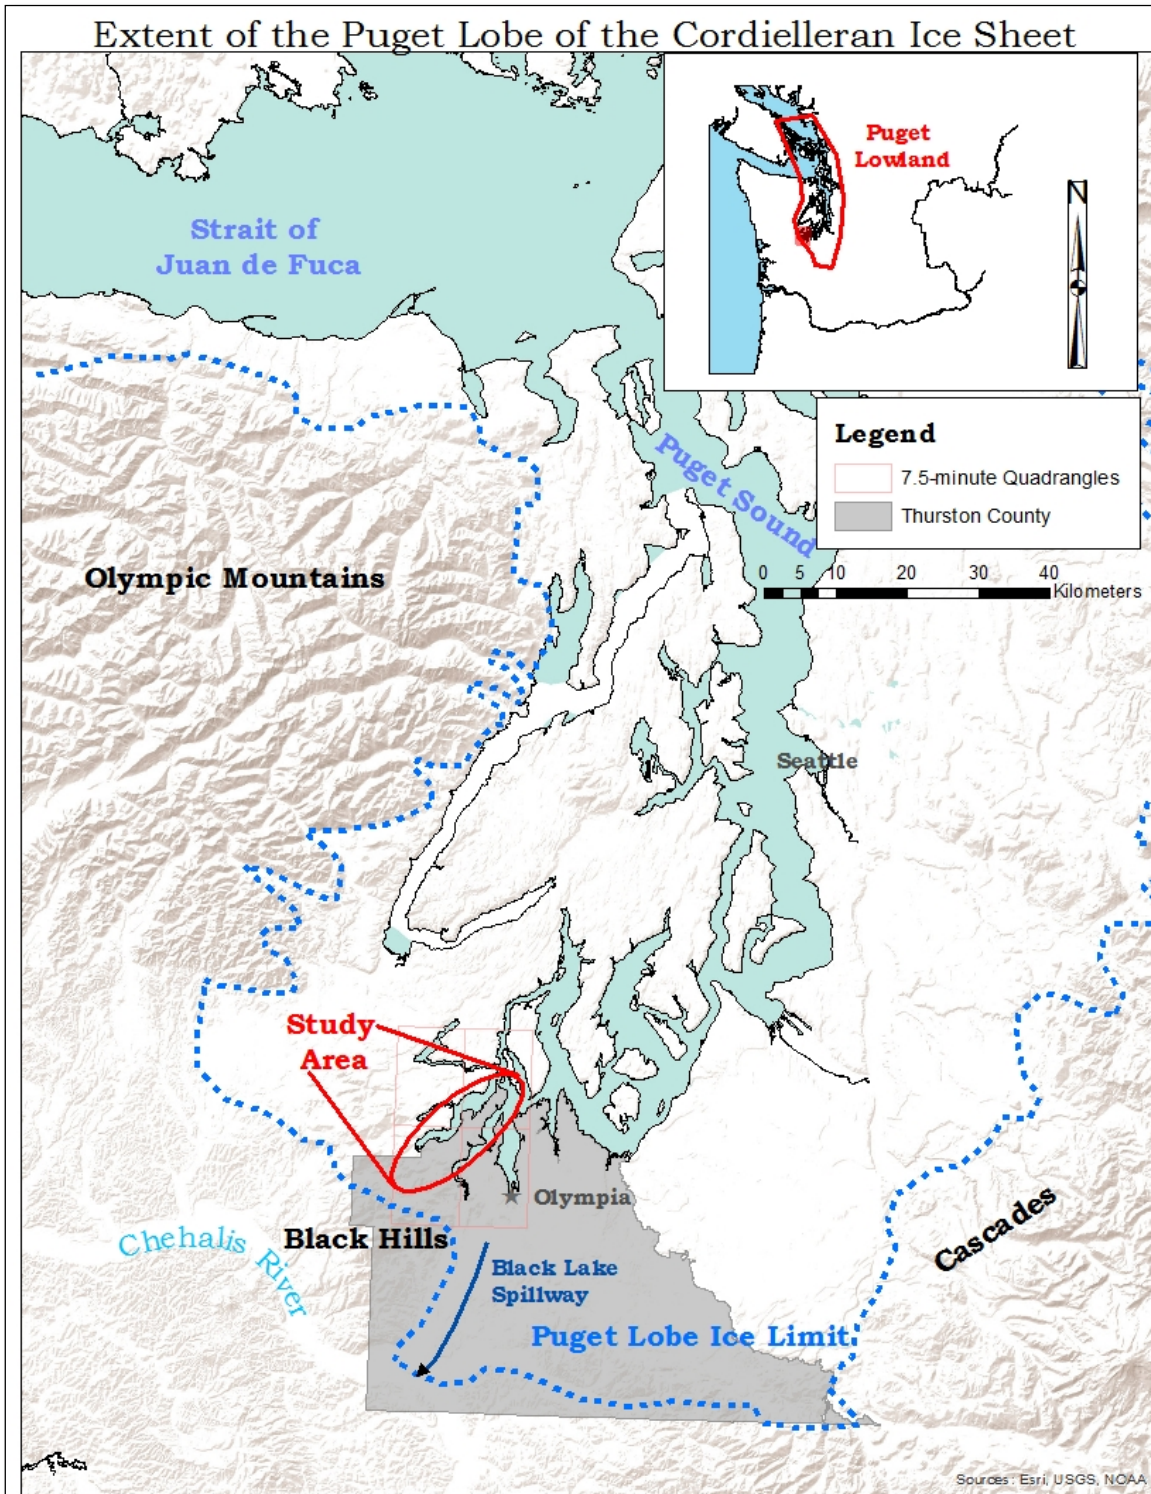 Extent of the Puget Lobe of the Cordielleran Ice Sheet
Puget
Lowland
N
Strait of
Juan de Fuca
Legend
7.5-minute Quadrangles
Thurston County
Puget Sound
0 5 10 20 30 40
Kilometers
Olympic Mountains
Seattle
Study
Area
Olympia
Black Hills
Chehalis River
Cascades
Black Lake
Spillway
Puget Lobe Ice Limit
Sources: Esri, USGS, NOAA